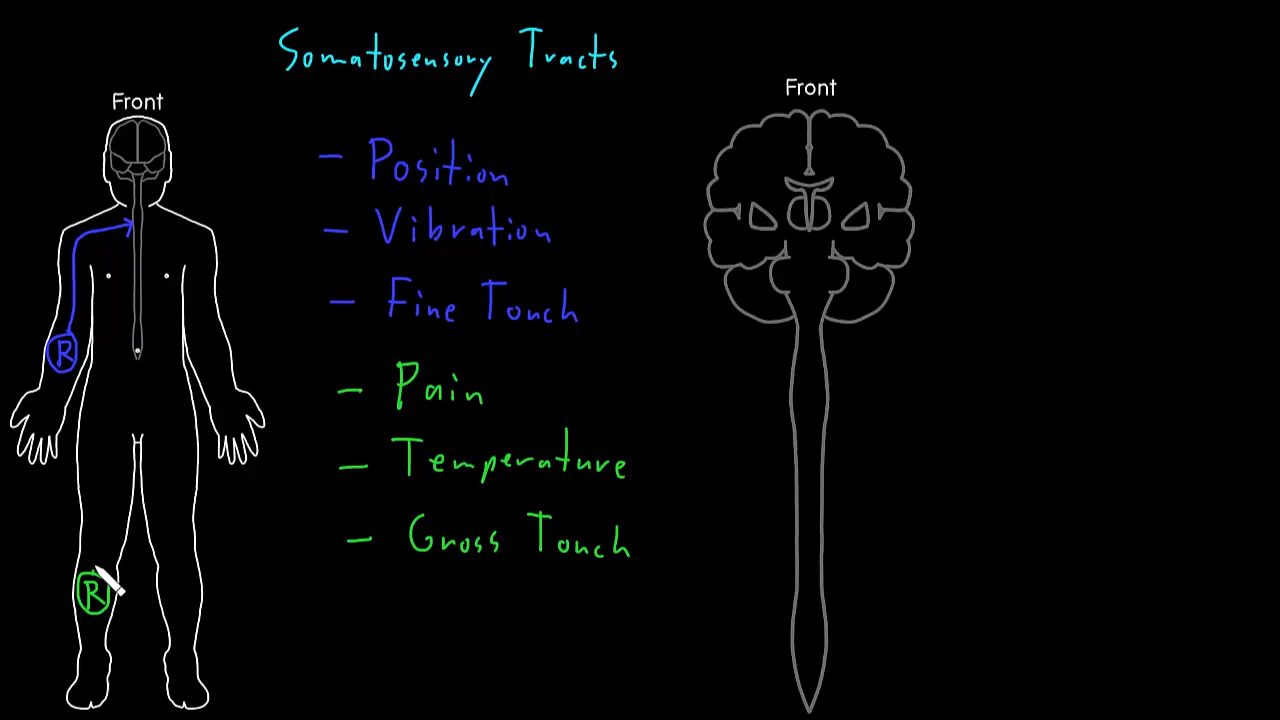 Somatosensory Tracts
Front
Front
- Position
- Vibration
- Fine Touch
R
- Pain
- Temperature
- Gross Touch
R